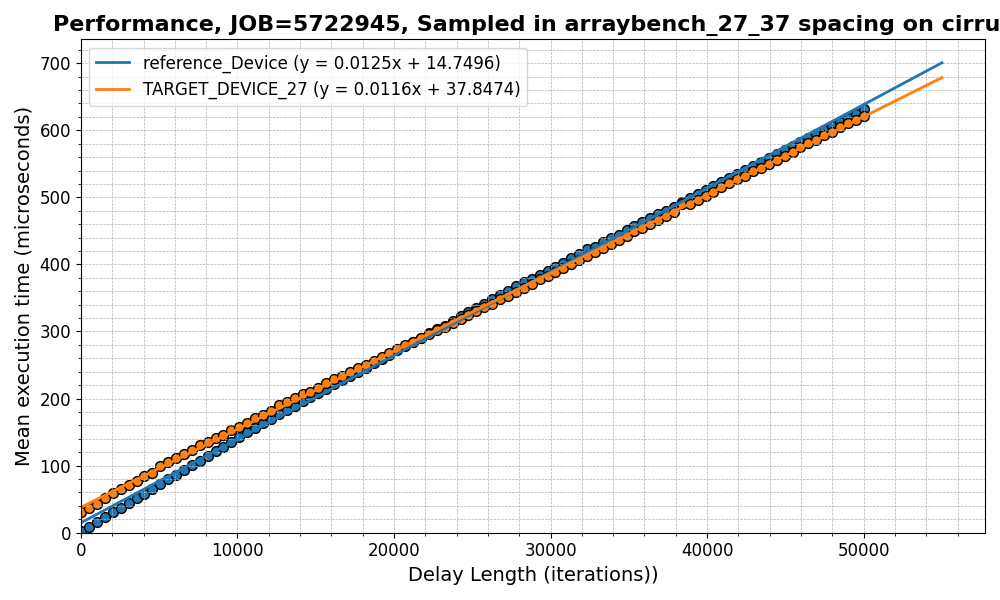 Performance, JOB=5722945, Sampled in arraybench_27_37 spacing on cirru
reference_Device (y = 0.0125x + 14.7496)
TARGET_DEVICE_27 (y = 0.0116x + 37.8474)
Mean execution time (microseconds)
700
600
500
400
300
200
100
0
0 10000 20000 30000 40000 50000
Delay Length (iterations))